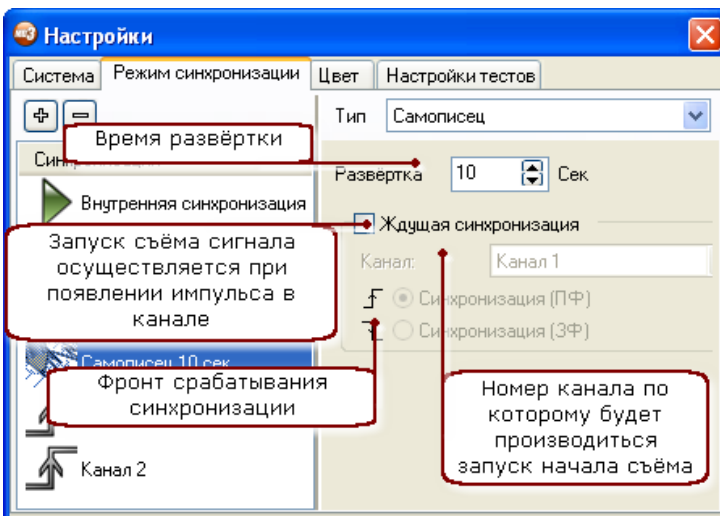 Настройки
Система Режим синхронизации Цвет Настройки тестов
Тип Самописец
Время развёртки
Развертка 10 Сек
Внутренняя синхронизация
Ждущая синхронизация
Запуск съёма сигнала
осуществляется при
появлении импульса в
канале
Канал: Канал 1
Синхронизация (ПФ)
Синхронизация (ЗФ)
Самописец 10 сек
Фронт срабатывания
синхронизации
Номер канала по
которому будет
производиться
запуск начала съёма
Канал 2